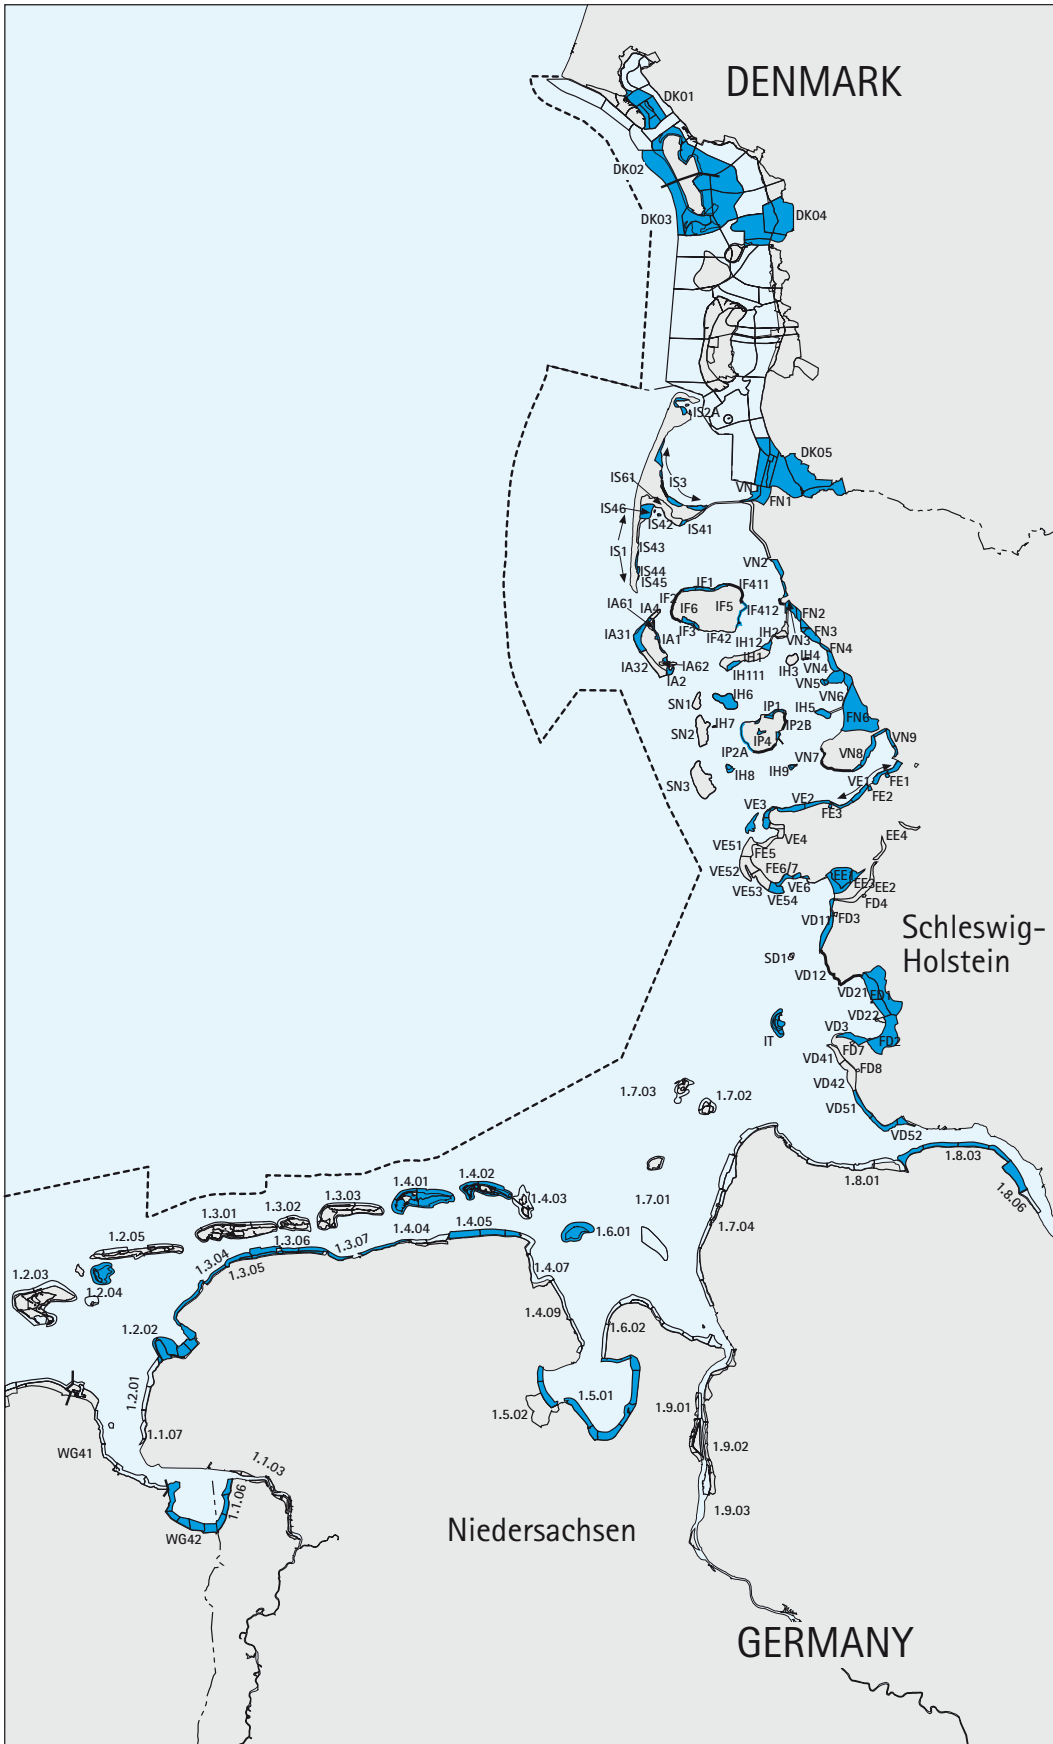 DENMARK
DK01
DK02
DK03
DK04
IS2A
DK05
IS3
IS61
VN1
FN1
IS46
IS42
IS41
IS1
IS43
VN2
IS44
IS45
IF1
IF411
IF2
IA61
IA4
IF6
IF5
IF412
FN2
IA31
IA1
IF3
IF42
IH2
VN3
FN3
IH12
FN4
IH1
IH4
IA32
IA62
IH111
IH3
VN4
IA2
VN5
SN1
IH6
VN6
IP1
IH5
FN6
IH7
IP2B
SN2
IP4
VN9
IP2A
VN7
VN8
IH8
IH9
SN3
VE1
FE1
FE2
VE2
VE3
FE3
VE4
EE4
VE51
FE5
VE52
FE6/7
EE1
VE6
EE3
EE2
VE53
VE54
FD4
VD11
FD3
Schleswig-
Holstein
SD1
VD12
VD21
FD1
VD22
VD3
IT
FD2
FD7
VD41
FD8
VD42
1.7.03
1.7.02
VD51
VD52
1.8.03
1.8.01
1.8.06
1.4.02
1.4.01
1.4.03
1.7.01
1.3.03
1.3.02
1.3.01
1.7.04
1.4.05
1.4.04
1.6.01
1.2.05
1.3.06
1.3.07
1.3.04
1.3.05
1.4.07
1.2.03
1.2.04
1.4.09
1.6.02
1.2.02
1.2.01
1.5.01
1.5.02
1.9.01
1.1.07
1.9.02
WG41
1.1.03
1.1.06
1.9.03
WG42
Niedersachsen
GERMANY